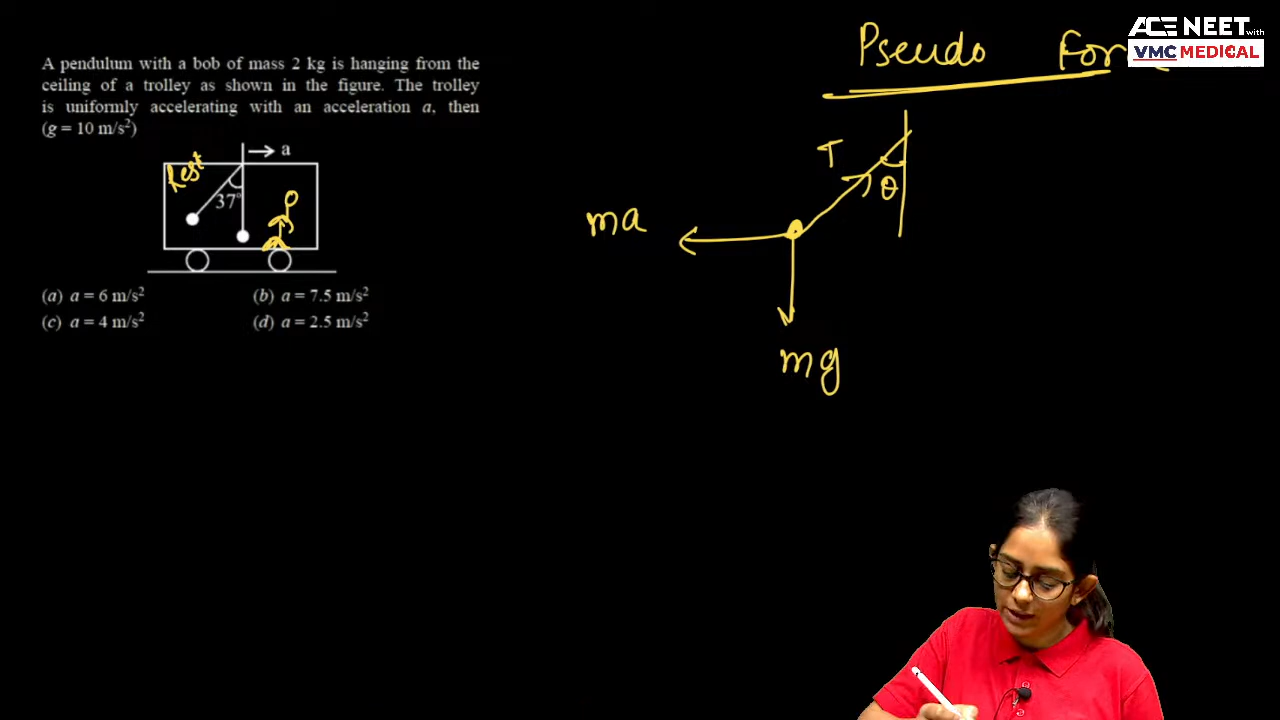 ACE NEET with
VMC MEDICAL
Pseudo For
A pendulum with a bob of mass 2 kg is hanging from the
ceiling of a trolley as shown in the figure. The trolley
is uniformly accelerating with an acceleration a, then
(g = 10 m/s²)
→ a
Rest
37°
(a) a = 6 m/s²
(b) a = 7.5 m/s²
(c) a = 4 m/s²
(d) a = 2.5 m/s²
T
θ
ma
mg